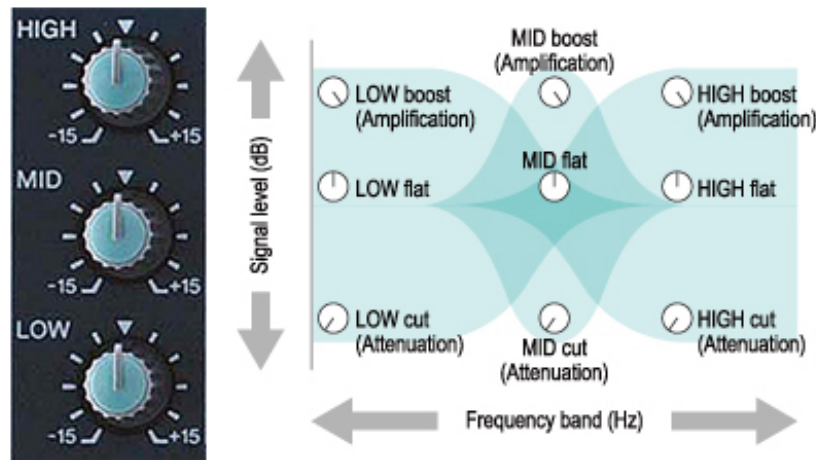 HIGH
-15 +15
MID
-15 +15
LOW
-15 +15
Signal level (dB)
MID boost
(Amplification)
LOW boost
(Amplification)
HIGH boost
(Amplification)
MID flat
LOW flat
HIGH flat
LOW cut
(Attenuation)
MID cut
(Attenuation)
HIGH cut
(Attenuation)
Frequency band (Hz)